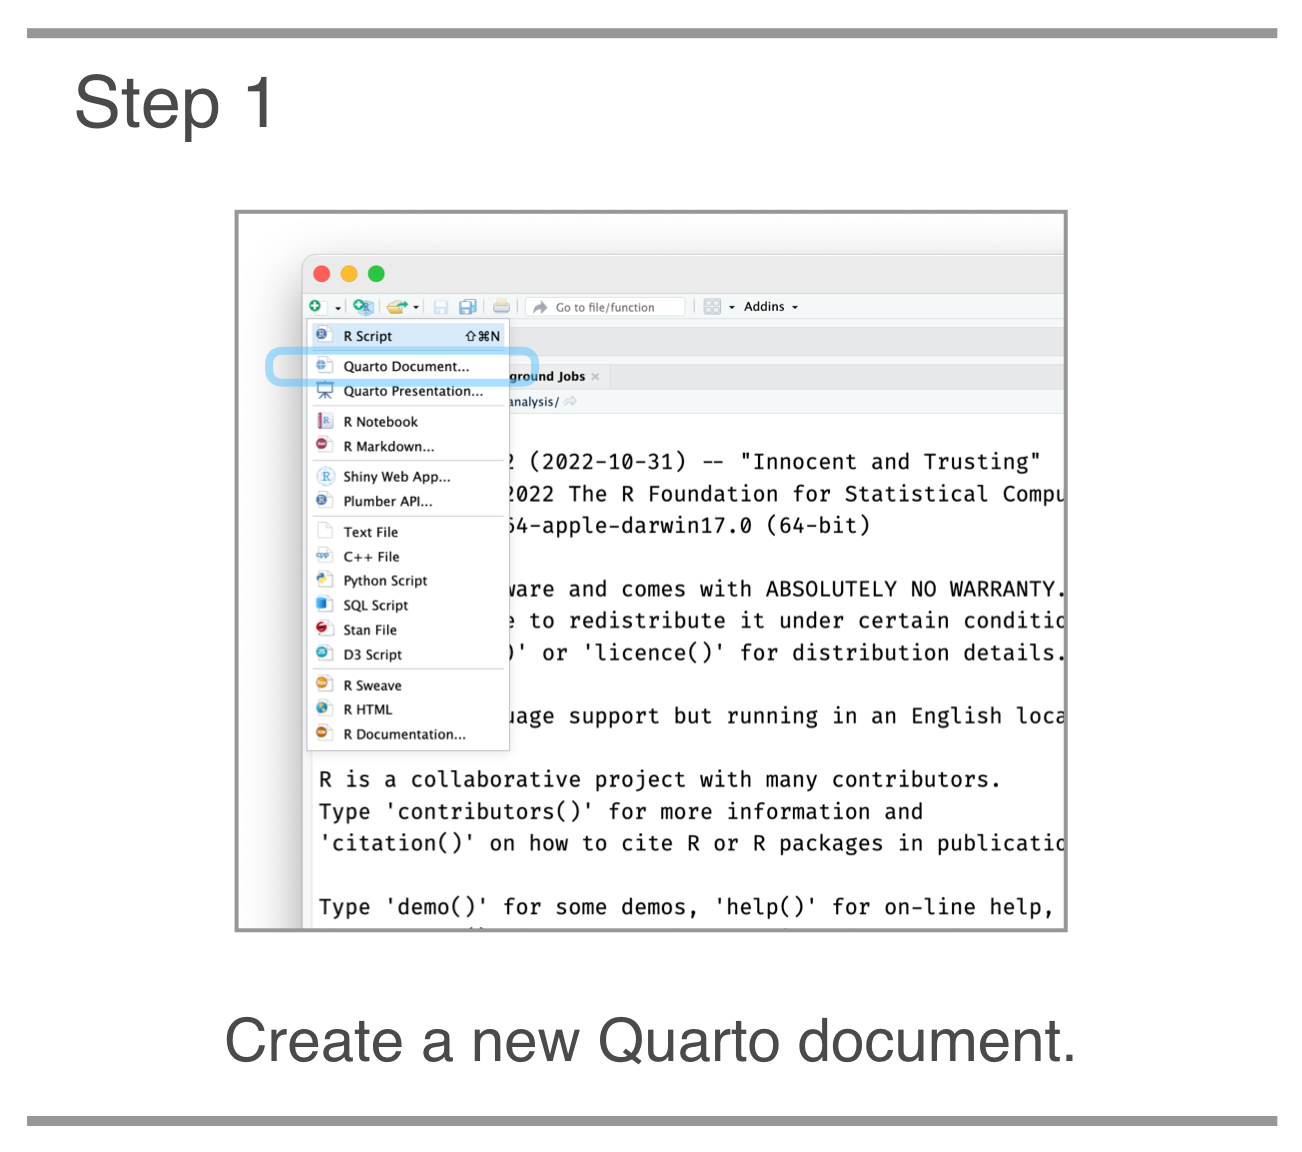 Step 1
Go to file/function
Addins
R Script ⇧⌘N
Quarto Document...
Quarto Presentation...
R Notebook
R Markdown...
Shiny Web App...
Plumber API...
Text File
C++ File
Python Script
SQL Script
Stan File
D3 Script
R Sweave
R HTML
R Documentation...
ground Jobs
analysis/
2 (2022-10-31) -- "Innocent and Trusting"
2022 The R Foundation for Statistical Compu
64-apple-darwin17.0 (64-bit)
ware and comes with ABSOLUTELY NO WARRANTY.
e to redistribute it under certain conditio
)' or 'licence()' for distribution details.
uage support but running in an English loca
R is a collaborative project with many contributors.
Type 'contributors()' for more information and
'citation()' on how to cite R or R packages in publicatio
Type 'demo()' for some demos, 'help()' for on-line help,
Create a new Quarto document.